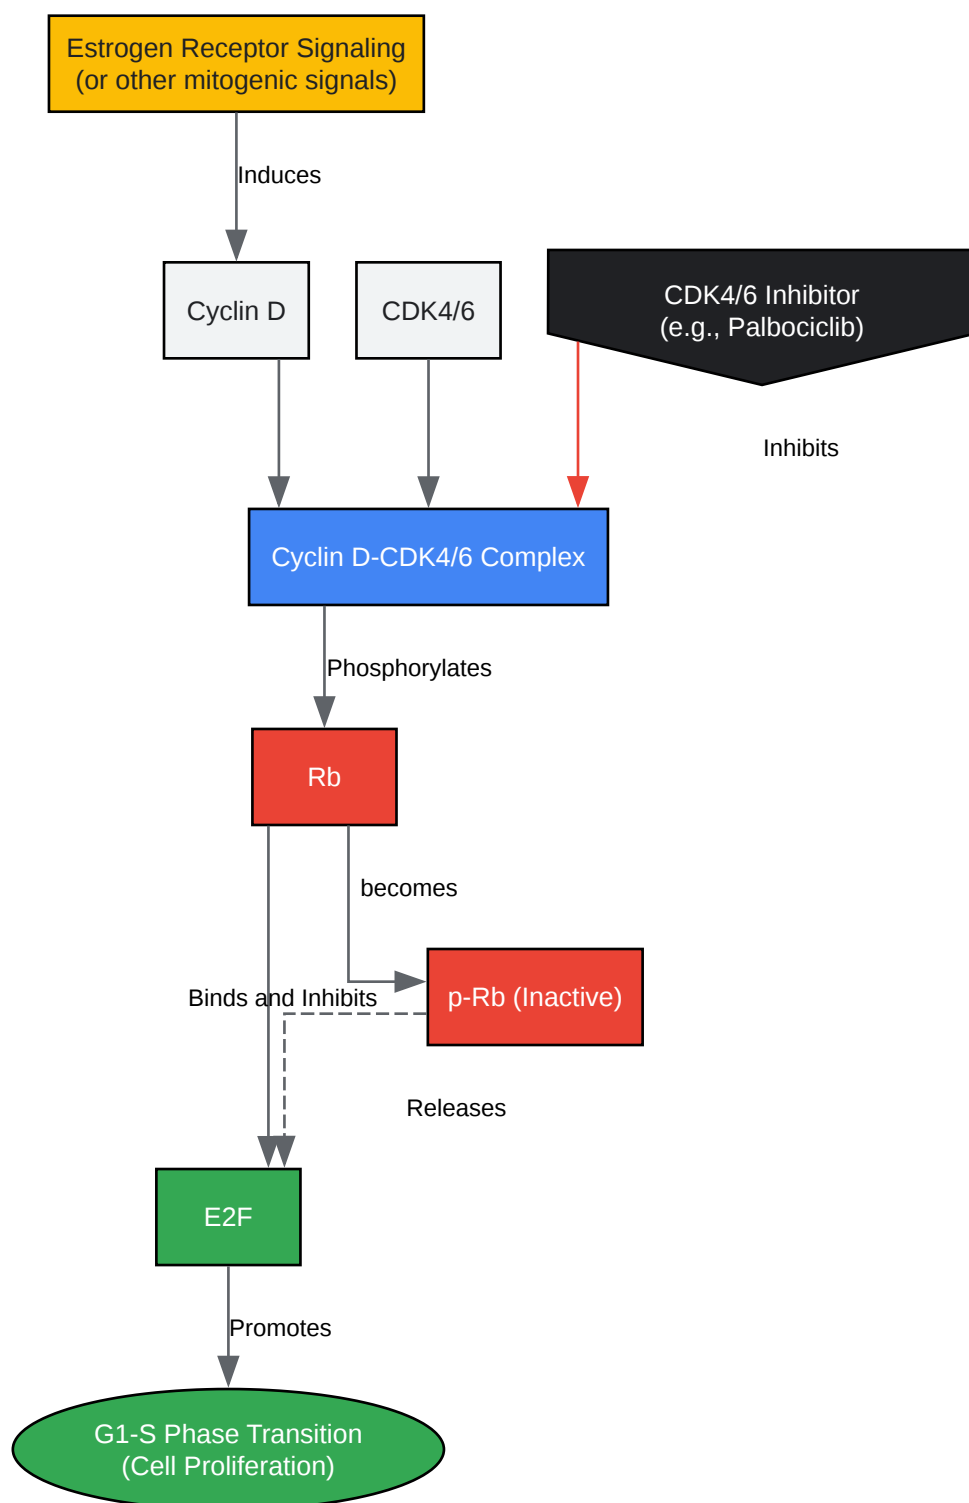 Estrogen Receptor Signaling
(or other mitogenic signals)
Induces
Cyclin D
CDK4/6
CDK4/6 Inhibitor
(e.g., Palbociclib)
Inhibits
Cyclin D-CDK4/6 Complex
Phosphorylates
Rb
becomes
Binds and Inhibits
p-Rb (Inactive)
Releases
E2F
Promotes
G1-S Phase Transition
(Cell Proliferation)